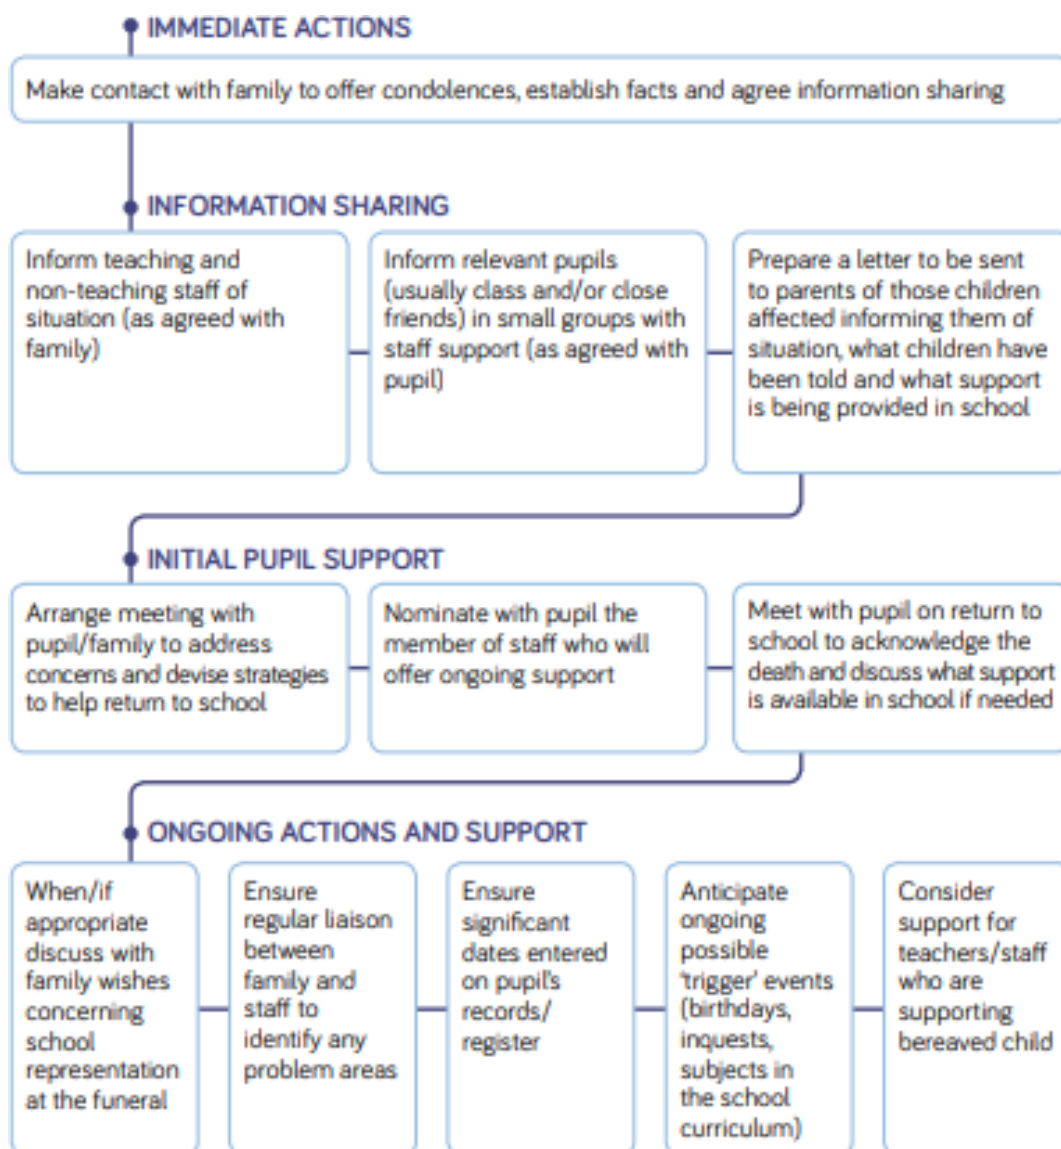 IMMEDIATE ACTIONS
Make contact with family to offer condolences, establish facts and agree information sharing
INFORMATION SHARING
Inform teaching and
non-teaching staff of
situation (as agreed with
family)
Inform relevant pupils
(usually class and/or close
friends) in small groups with
staff support (as agreed with
pupil)
Prepare a letter to be sent
to parents of those children
affected informing them of
situation, what children have
been told and what support
is being provided in school
INITIAL PUPIL SUPPORT
Arrange meeting with
pupil/family to address
concerns and devise strategies
to help return to school
Nominate with pupil the
member of staff who will
offer ongoing support
Meet with pupil on return to
school to acknowledge the
death and discuss what support
is available in school if needed
ONGOING ACTIONS AND SUPPORT
When/if
appropriate
discuss with
family wishes
concerning
school
representation
at the funeral
Ensure
regular liaison
between
family and
staff to
identify any
problem areas
Ensure
significant
dates entered
on pupil's
records/
register
Anticipate
ongoing
possible
'trigger' events
(birthdays,
inquests,
subjects in
the school
curriculum)
Consider
support for
teachers/staff
who are
supporting
bereaved child